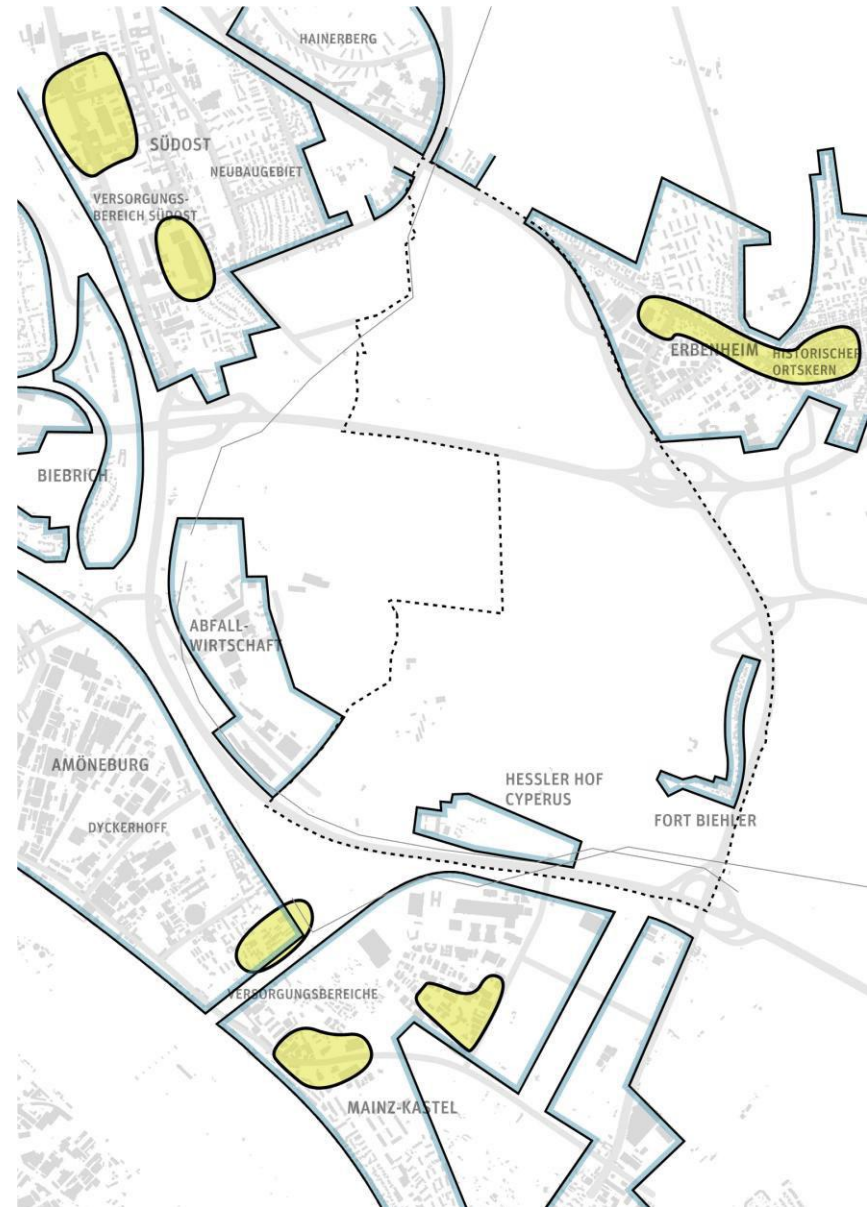 HAINERBERG
SÜDOST
NEUBAUGEBIET
VERSORGUNGS-
BEREICH SÜDOST
ERBENHEIM
HISTORISCHER
ORTSKERN
BIEBRICH
ABFALL-
WIRTSCHAFT
AMÖNEBURG
DYCKERHOFF
HESSLER HOF
CYPERUS
FORT BIEHLER
VERSORGUNGSBEREICHE
MAINZ-KASTEL